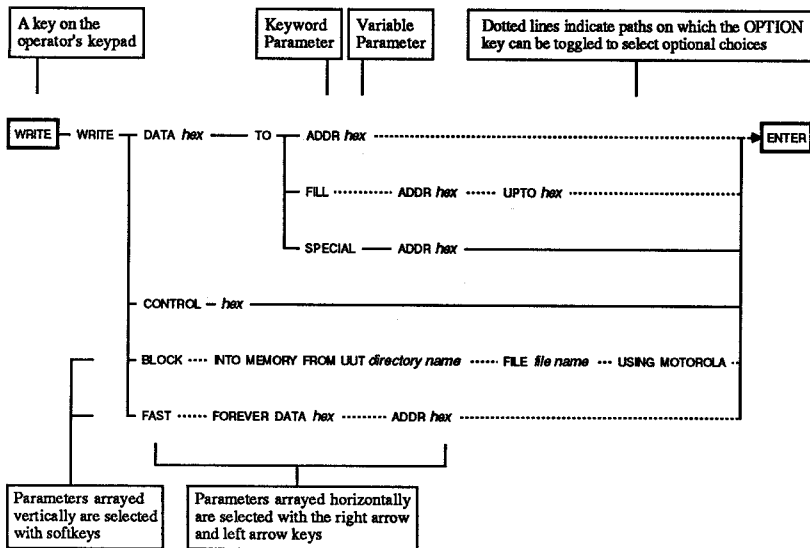 A key on the
operator's keypad
Keyword
Parameter
Variable
Parameter
Dotted lines indicate paths on which the OPTION
key can be toggled to select optional choices
WRITE WRITE DATA hex TO ADDR hex ENTER
FILL ADDR hex UPTO hex
SPECIAL ADDR hex
CONTROL hex
BLOCK INTO MEMORY FROM UUT directory name FILE file name USING MOTOROLA
FAST FOREVER DATA hex ADDR hex
Parameters arrayed
vertically are selected
with softkeys
Parameters arrayed horizontally
are selected with the right arrow
and left arrow keys